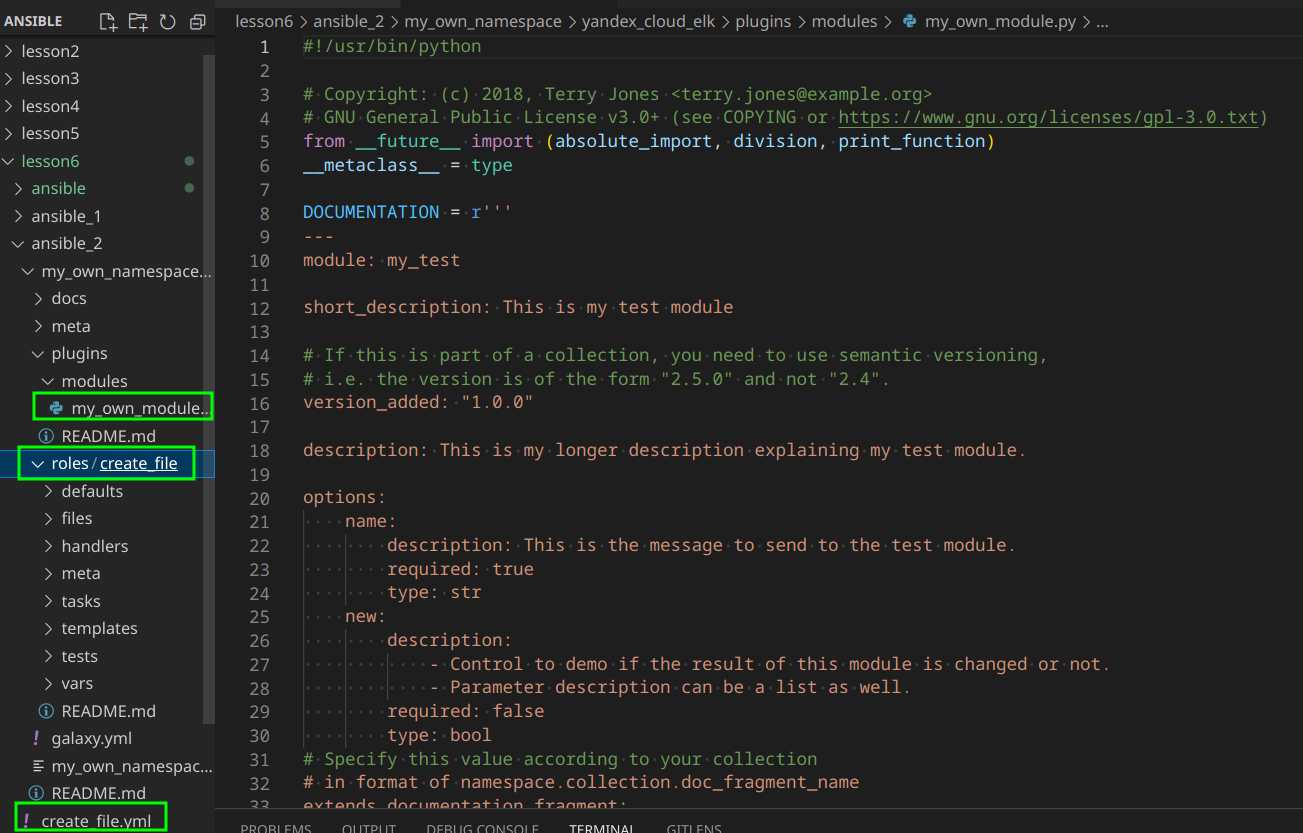 ANSIBLE
lesson2
lesson3
lesson4
lesson5
lesson6
ansible
ansible_1
ansible_2
my_own_namespace...
docs
meta
plugins
modules
my_own_module...
README.md
roles/create_file
defaults
files
handlers
meta
tasks
templates
tests
vars
README.md
galaxy.yml
my_own_namespac...
README.md
create_file.yml
lesson6 > ansible_2 > my_own_namespace > yandex_cloud_elk > plugins > modules > my_own_module.py > ...
1 #!/usr/bin/python
2
3 # Copyright: (c) 2018, Terry Jones <terry.jones@example.org>
4 # GNU General Public License v3.0+ (see COPYING or https://www.gnu.org/licenses/gpl-3.0.txt)
5 from __future__ import (absolute_import, division, print_function)
6 __metaclass__ = type
7
8 DOCUMENTATION = r'''
9 ---
10 module: my_test
11
12 short_description: This is my test module
13
14 # If this is part of a collection, you need to use semantic versioning,
15 # i.e. the version is of the form "2.5.0" and not "2.4".
16 version_added: "1.0.0"
17
18 description: This is my longer description explaining my test module.
19
20 options:
21     name:
22         description: This is the message to send to the test module.
23         required: true
24         type: str
25     new:
26         description:
27             - Control to demo if the result of this module is changed or not.
28             - Parameter description can be a list as well.
29         required: false
30         type: bool
31 # Specify this value according to your collection
32 # in format of namespace.collection.doc_fragment_name
33 extends_documentation_fragment:
PROBLEMS OUTPUT DEBUG CONSOLE TERMINAL GITLENS